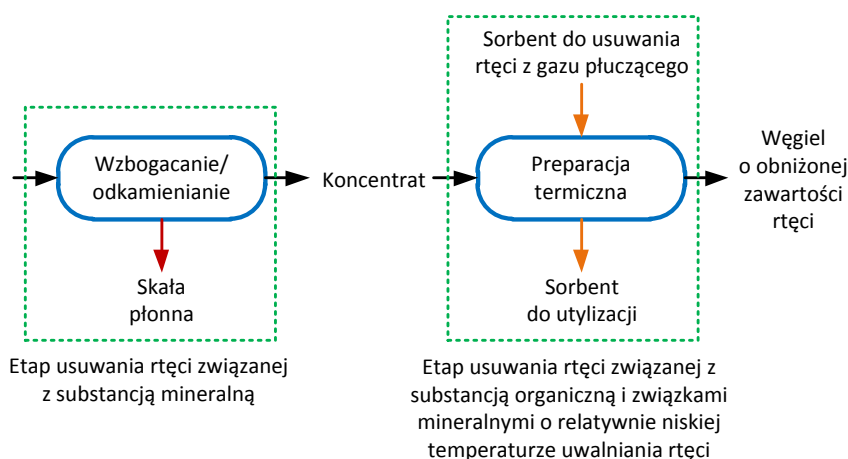 Wzbogacanie/
odkamienianie
Skała
płonna
Etap usuwania rtęci związanej
z substancją mineralną
Koncentrat
Sorbent do usuwania
rtęci z gazu płuczącego
Preparacja
termiczna
Sorbent
do utylizacji
Etap usuwania rtęci związanej z
substancją organiczną i związkami
mineralnymi o relatywnie niskiej
temperaturze uwalniania rtęci
Węgiel
o obniżonej
zawartości
rtęci